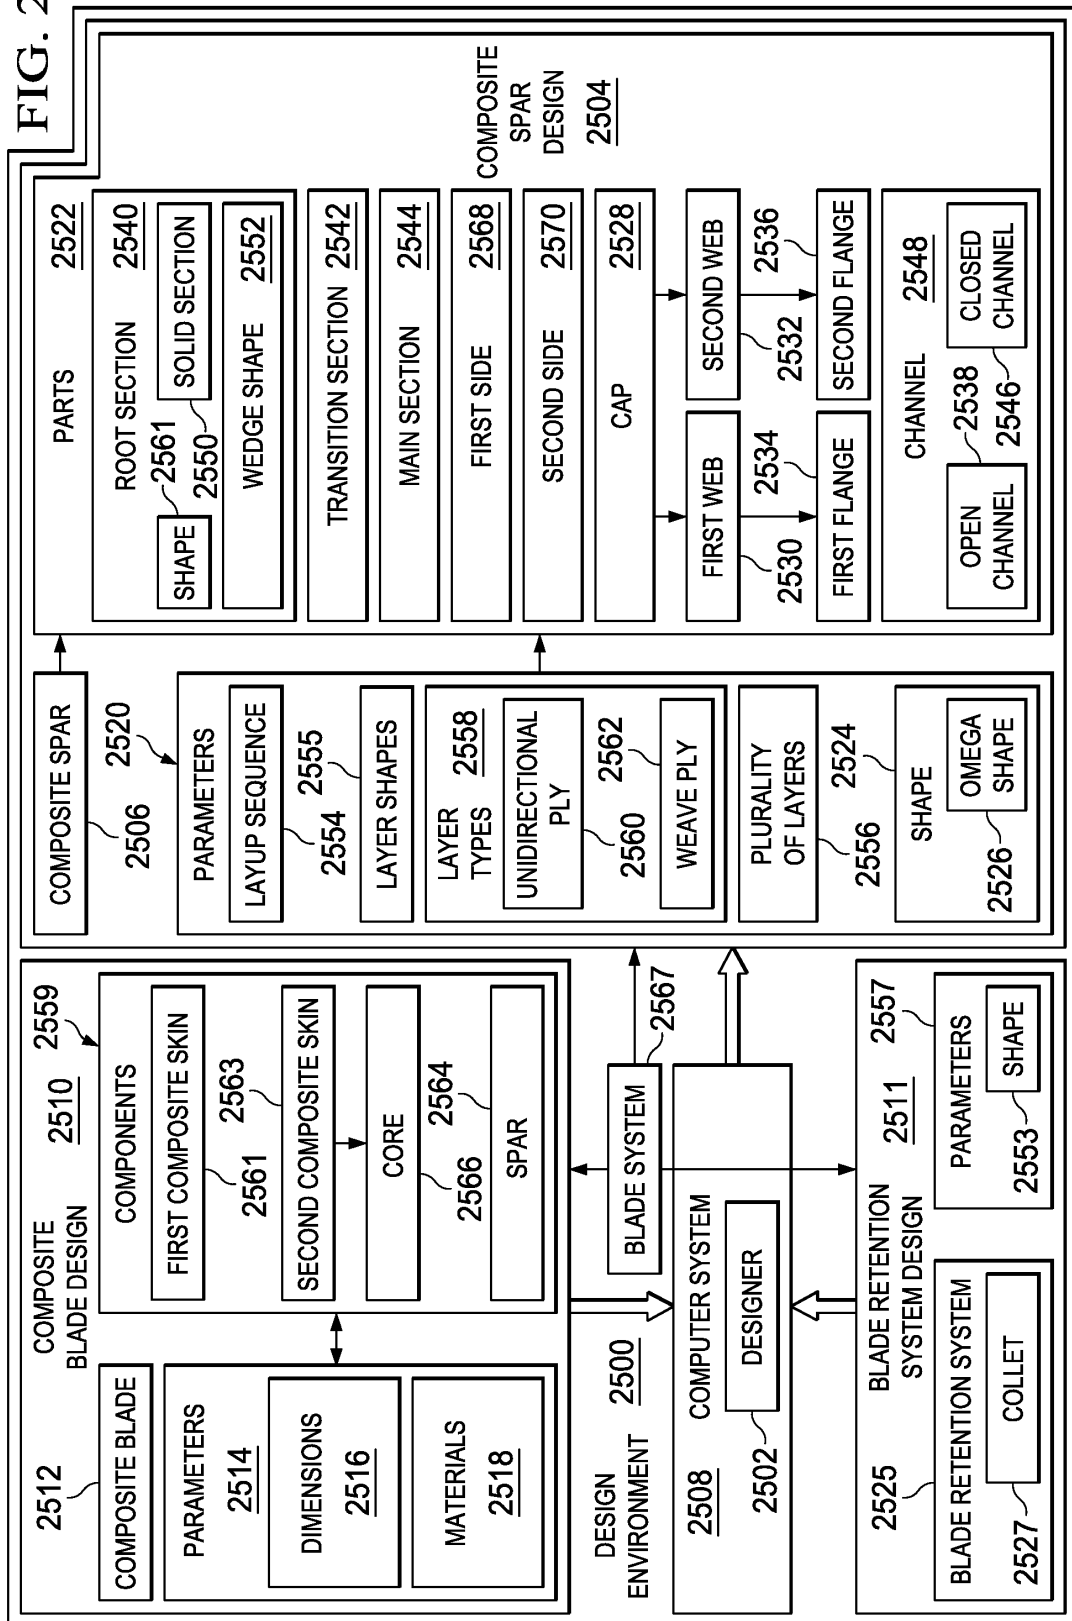 FIG. 2
COMPOSITE
BLADE DESIGN
2510
2512
COMPOSITE BLADE
PARAMETERS
2514
DIMENSIONS
2516
MATERIALS
2518
2559
COMPONENTS
FIRST COMPOSITE SKIN
2561
2563
SECOND COMPOSITE SKIN
CORE
2566
2564
SPAR
DESIGN
ENVIRONMENT
2500
BLADE SYSTEM
2567
2508
COMPUTER SYSTEM
DESIGNER
2502
BLADE RETENTION
SYSTEM DESIGN
2511
2525
BLADE RETENTION SYSTEM
COLLET
2527
2557
PARAMETERS
SHAPE
2553
COMPOSITE SPAR
2506
2520
PARAMETERS
LAYUP SEQUENCE
2554
2555
LAYER SHAPES
LAYER
TYPES
2558
UNIDIRECTIONAL
PLY
2560
2562
WEAVE PLY
PLURALITY
OF LAYERS
2556
2524
SHAPE
OMEGA
SHAPE
2526
COMPOSITE
SPAR
DESIGN
2504
PARTS
2522
ROOT SECTION
2540
SHAPE
2561
SOLID SECTION
2550
WEDGE SHAPE
2552
TRANSITION SECTION
2542
MAIN SECTION
2544
FIRST SIDE
2568
SECOND SIDE
2570
CAP
2528
FIRST WEB
2530
SECOND WEB
2532
2534
FIRST FLANGE
2536
SECOND FLANGE
CHANNEL
2548
OPEN
CHANNEL
2538
CLOSED
CHANNEL
2546